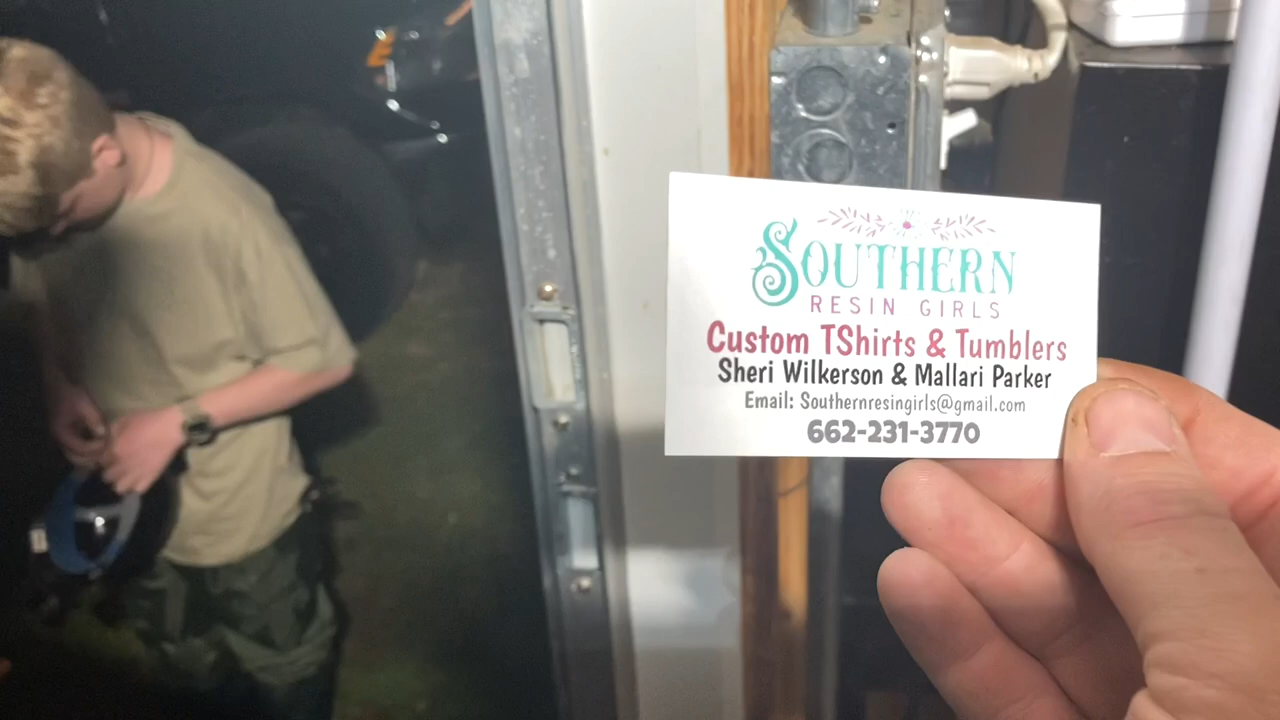 SOUTHERN
RESIN GIRLS
Custom TShirts & Tumblers
Sheri Wilkerson & Mallari Parker
Email: Southernresingirls@gmail.com
662-231-3770